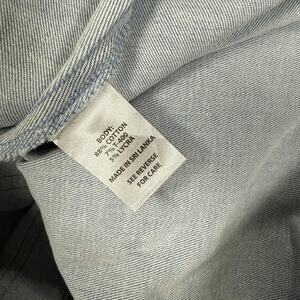 BODY:
88% COTTON
7% T-400
5% LYCRA
MADE IN SRI LANKA
SEE REVERSE
FOR CARE